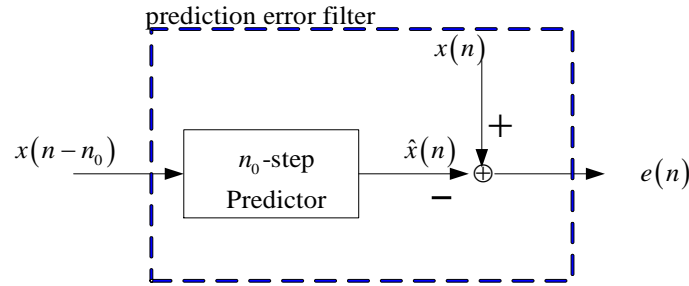 prediction error filter
x(n)
+
x(n − n₀)
n₀-step
Predictor
x̂(n)
−
e(n)